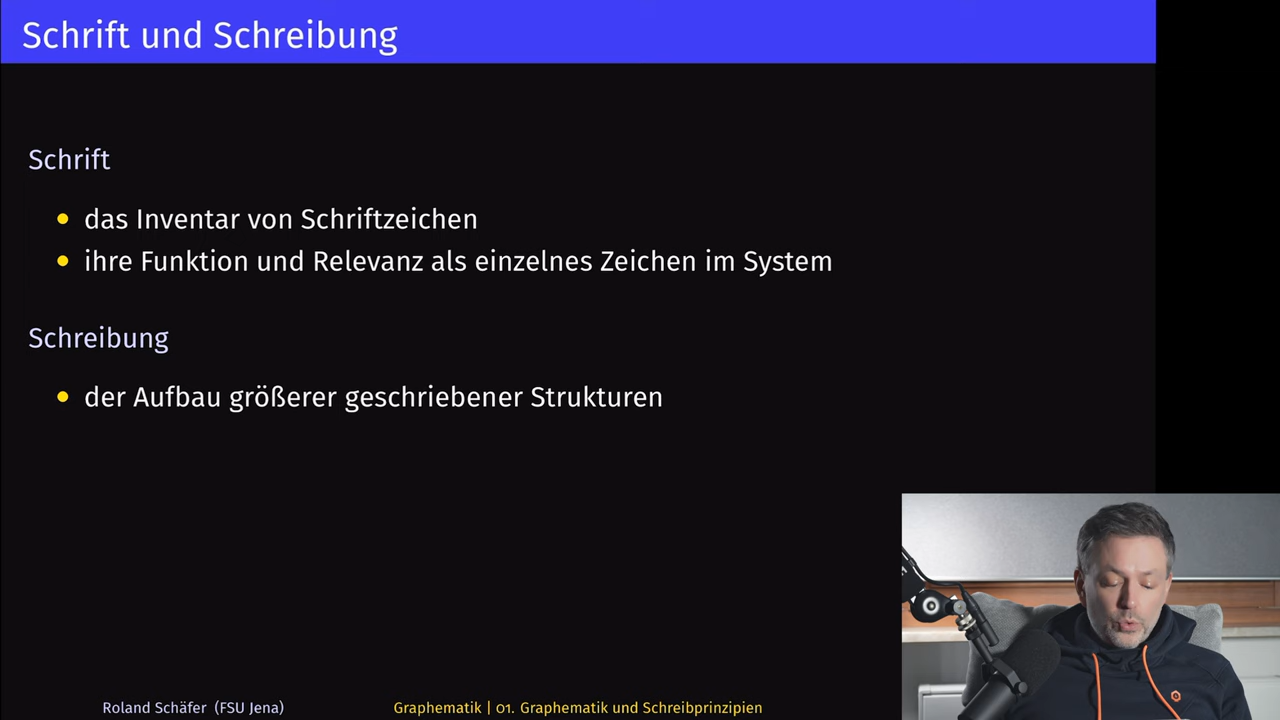 Schrift und Schreibung
Schrift
• das Inventar von Schriftzeichen
• ihre Funktion und Relevanz als einzelnes Zeichen im System
Schreibung
• der Aufbau größerer geschriebener Strukturen
Roland Schäfer (FSU Jena)
Graphematik | 01. Graphematik und Schreibprinzipien